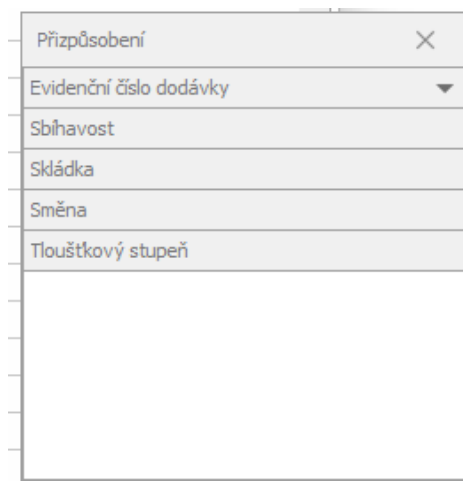 Přizpůsobení
Evidenční číslo dodávky
Sbíhavost
Skládka
Směna
Tloušťkový stupeň